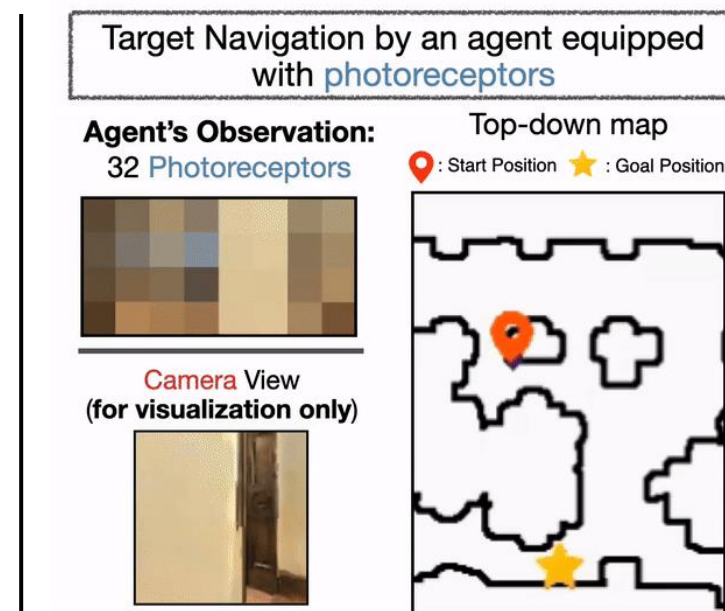 Target Navigation by an agent equipped
with photoreceptors
Agent's Observation:
32 Photoreceptors
Top-down map
: Start Position : Goal Position
Camera View
(for visualization only)